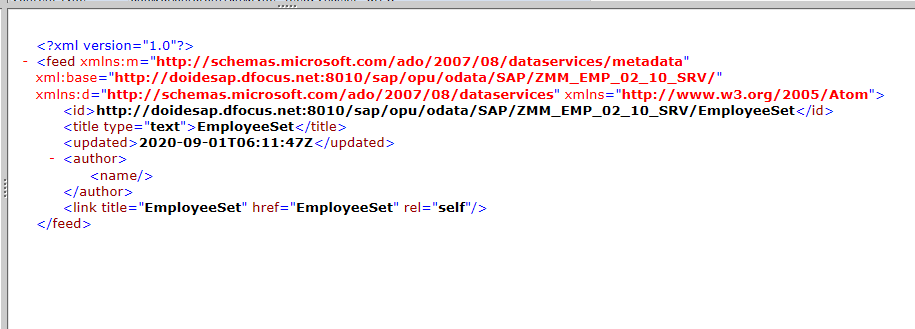 <?xml version="1.0"?>
- <feed xmlns:m="http://schemas.microsoft.com/ado/2007/08/dataservices/metadata"
xml:base="http://doidesap.dfocus.net:8010/sap/opu/odata/SAP/ZMM_EMP_02_10_SRV/"
xmlns:d="http://schemas.microsoft.com/ado/2007/08/dataservices" xmlns="http://www.w3.org/2005/Atom">
<id>http://doidesap.dfocus.net:8010/sap/opu/odata/SAP/ZMM_EMP_02_10_SRV/EmployeeSet</id>
<title type="text">EmployeeSet</title>
<updated>2020-09-01T06:11:47Z</updated>
- <author>
<name/>
</author>
<link title="EmployeeSet" href="EmployeeSet" rel="self"/>
</feed>